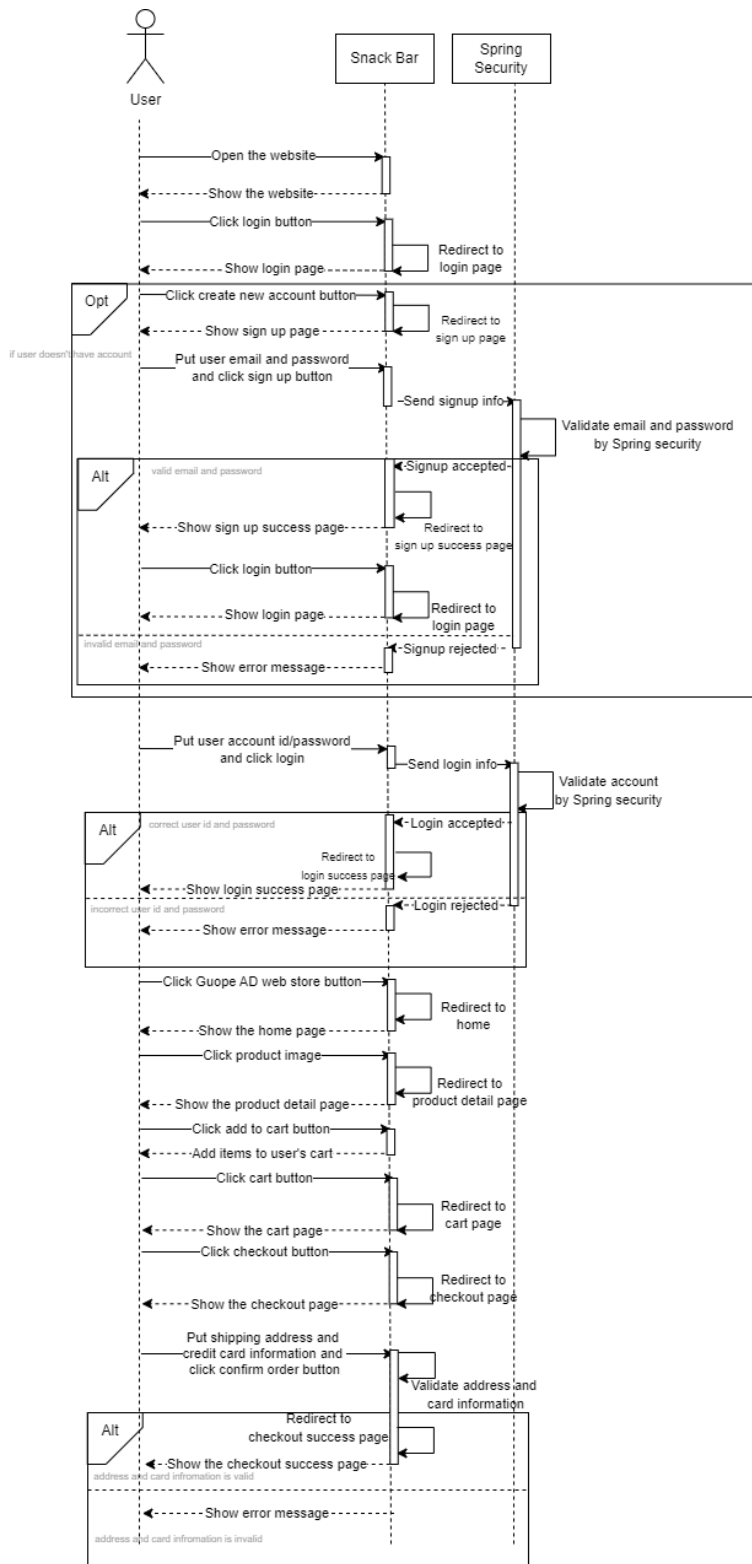 Snack Bar
Spring
Security
User
Open the website
Show the website
Click login button
Redirect to
login page
Show login page
Opt
Click create new account button
Redirect to
sign up page
Show sign up page
if user doesn't have account
Put user email and password
and click sign up button
Send signup info
Validate email and password
by Spring security
Alt
valid email and password
Signup accepted
Show sign up success page
Redirect to
sign up success page
Click login button
Redirect to
login page
Show login page
invalid email and password
Signup rejected
Show error message
Put user account id/password
and click login
Send login info
Validate account
by Spring security
Alt
correct user id and password
Login accepted
Redirect to
login success page
Show login success page
incorrect user id and password
Login rejected
Show error message
Click Guope AD web store button
Redirect to
home
Show the home page
Click product image
Redirect to
product detail page
Show the product detail page
Click add to cart button
Add items to user's cart
Click cart button
Redirect to
cart page
Show the cart page
Click checkout button
Redirect to
checkout page
Show the checkout page
Put shipping address and
credit card information and
click confirm order button
Validate address and
card information
Alt
Redirect to
checkout success page
Show the checkout success page
address and card infromation is valid
Show error message
address and card infromation is invalid